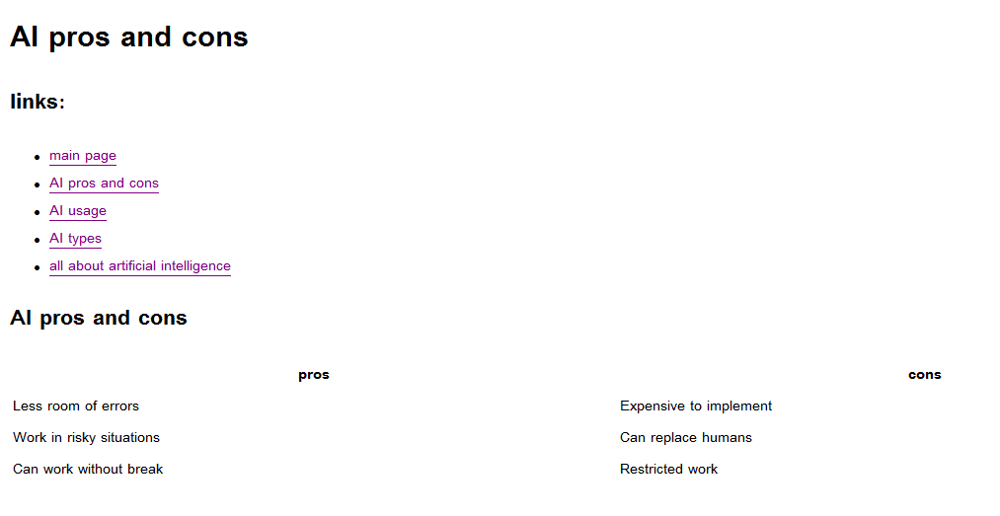 AI pros and cons
links:
main page
AI pros and cons
AI usage
AI types
all about artificial intelligence
AI pros and cons
pros cons
Less room of errors Expensive to implement
Work in risky situations Can replace humans
Can work without break Restricted work